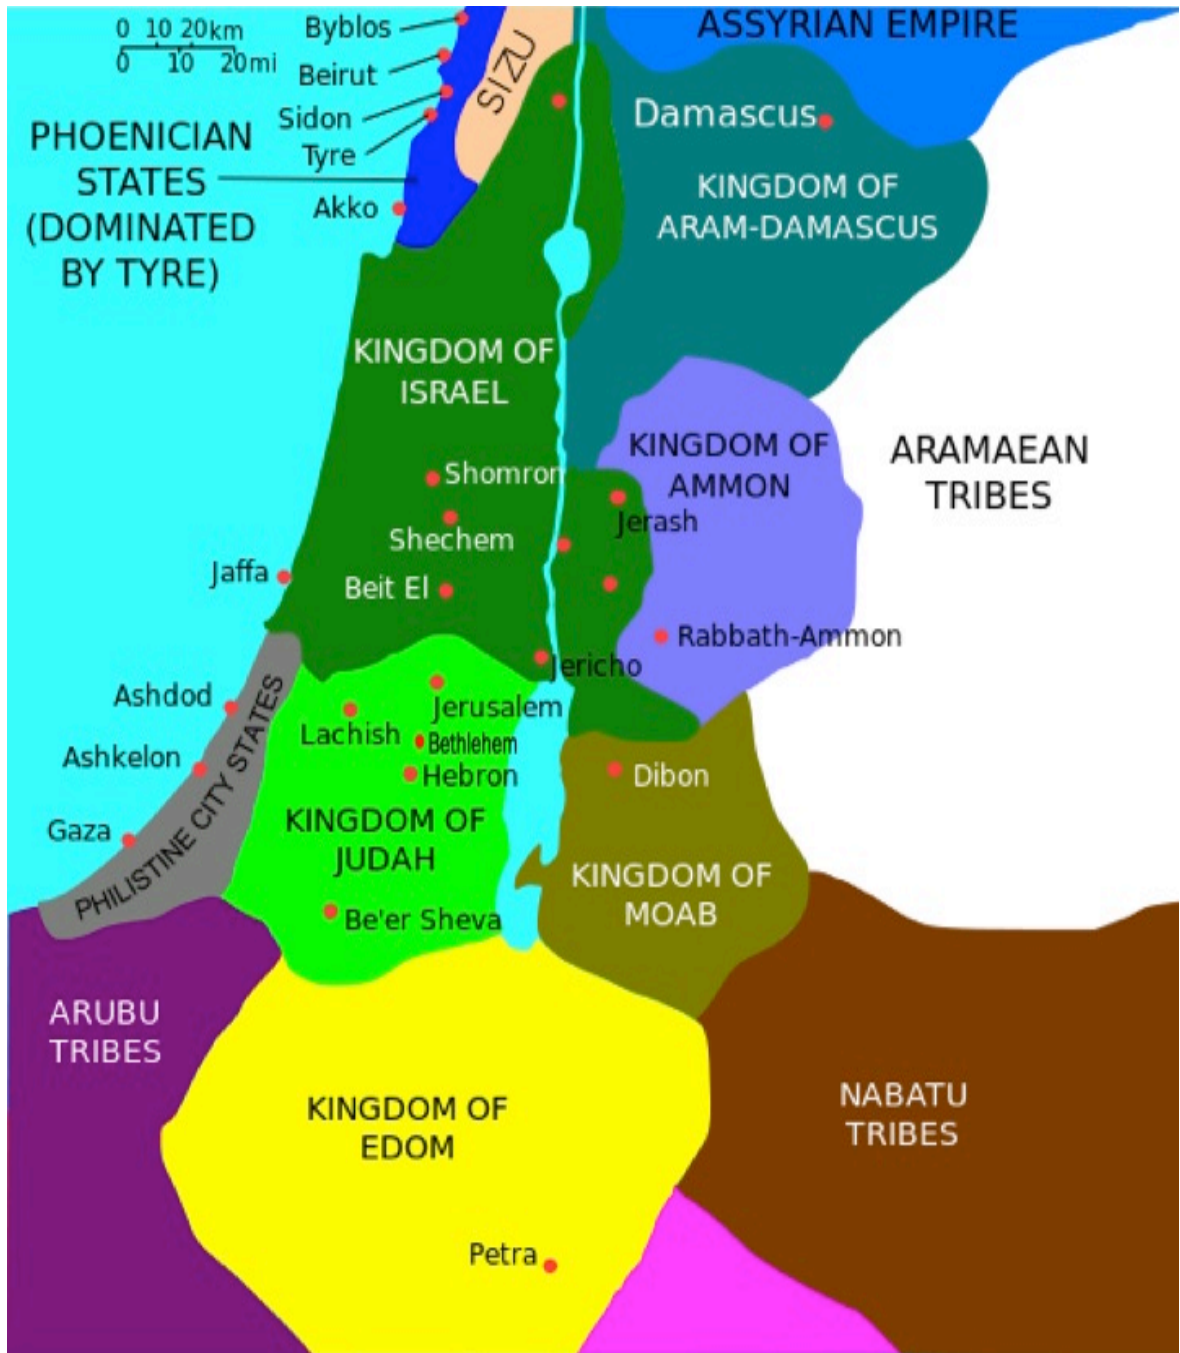 0 10 20km
0 10 20mi
Byblos
Beirut
Sidon
Tyre
Akko
PHOENICIAN
STATES
(DOMINATED
BY TYRE)
SIZU
ASSYRIAN EMPIRE
Damascus
KINGDOM OF
ARAM-DAMASCUS
KINGDOM OF
ISRAEL
KINGDOM OF
AMMON
ARAMAEAN
TRIBES
Shomron
Shechem
Jerash
Jaffa
Beit El
Rabbath-Ammon
Jericho
Ashdod
Jerusalem
Lachish
Bethlehem
Ashkelon
Hebron
Dibon
Gaza
PHILISTINE CITY STATES
KINGDOM OF
JUDAH
KINGDOM OF
MOAB
Be'er Sheva
ARUBU
TRIBES
KINGDOM OF
EDOM
NABATU
TRIBES
Petra